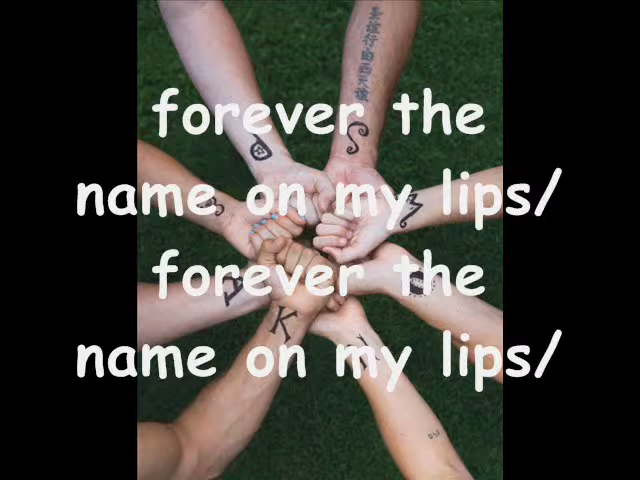 forever the
name on my lips/
forever the
name on my lips/
S
M
A
K